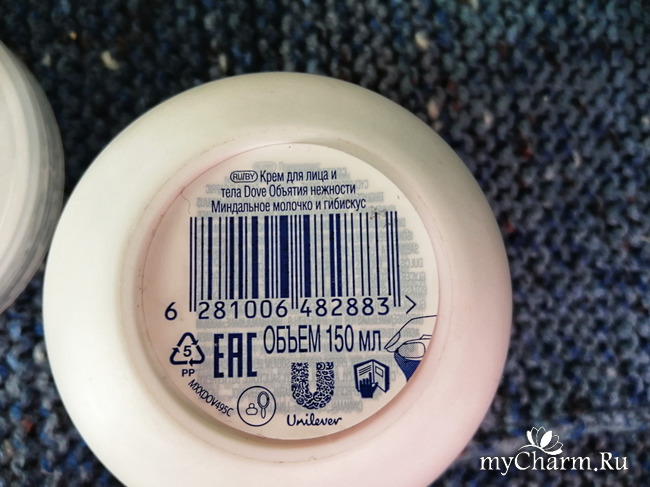 RU/BY Крем для лица и
тела Dove Объятия нежности
Миндальное молочко и гибискус
6 281006 482883 >
ОБЪЕМ 150 мл
EAC
5
PP
Unilever
myCharm.Ru